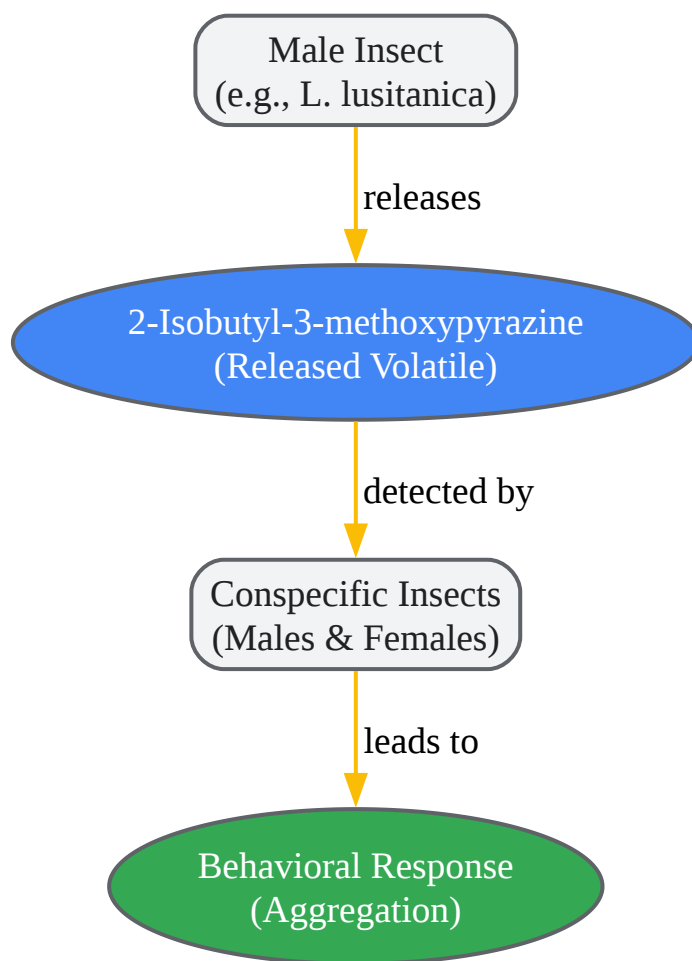 Male Insect
(e.g., L. lusitanica)
releases
2-Isobutyl-3-methoxypyrazine
(Released Volatile)
detected by
Conspecific Insects
(Males & Females)
leads to
Behavioral Response
(Aggregation)